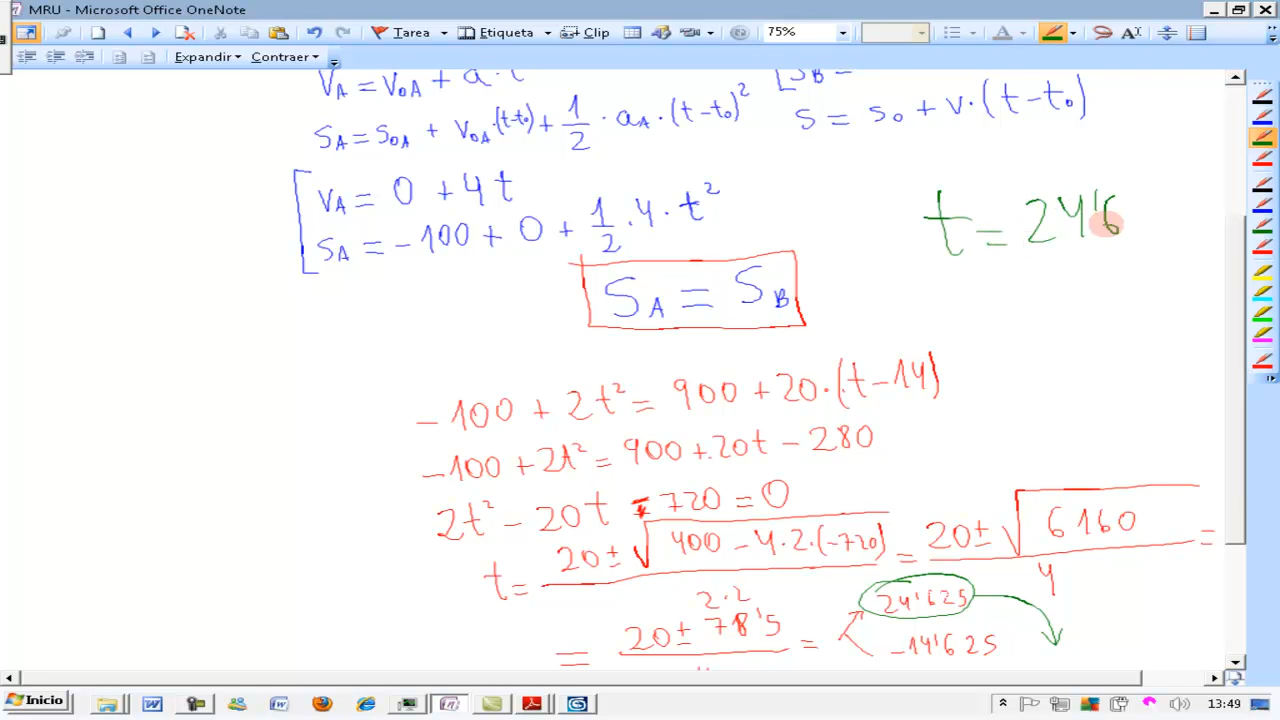 MRU - Microsoft Office OneNote
Tarea Etiqueta Clip 75%
Expandir Contraer
V_A = V_0A + a · t
S_A = S_0A + V_0A · (t-t_0) + 1/2 · a_A · (t-t_0)^2
S_B =
S = S_0 + V · (t-t_0)
V_A = 0 + 4t
S_A = -100 + 0 + 1/2 · 4 · t^2
t = 24'6
S_A = S_B
-100 + 2t^2 = 900 + 20 · (t-14)
-100 + 2t^2 = 900 + 20t - 280
2t^2 - 20t - 720 = 0
t = 20 ± √400 - 4 · 2 · (-720) / 2 · 2 = 20 ± √6160 / 4 =
= 20 ± 78'5 / =
24'625
-14'625
Inicio 13:49